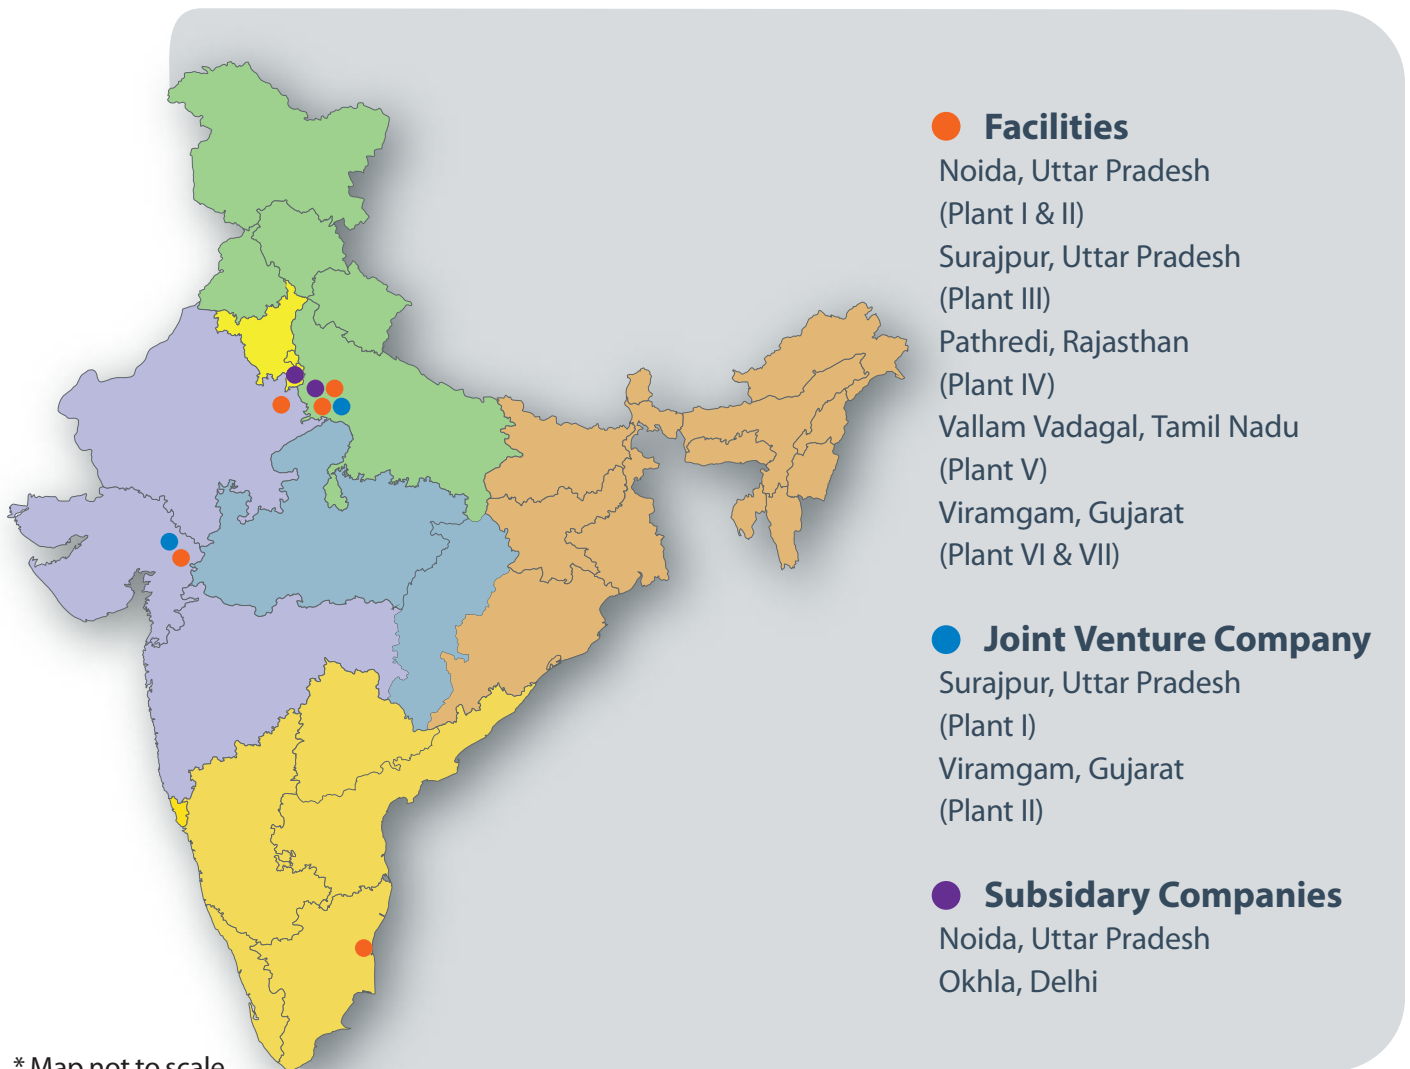 Facilities
Noida, Uttar Pradesh
(Plant I & II)
Surajpur, Uttar Pradesh
(Plant III)
Pathredi, Rajasthan
(Plant IV)
Vallam Vadagal, Tamil Nadu
(Plant V)
Viramgam, Gujarat
(Plant VI & VII)
Joint Venture Company
Surajpur, Uttar Pradesh
(Plant I)
Viramgam, Gujarat
(Plant II)
Subsidary Companies
Noida, Uttar Pradesh
Okhla, Delhi
* Map not to scale